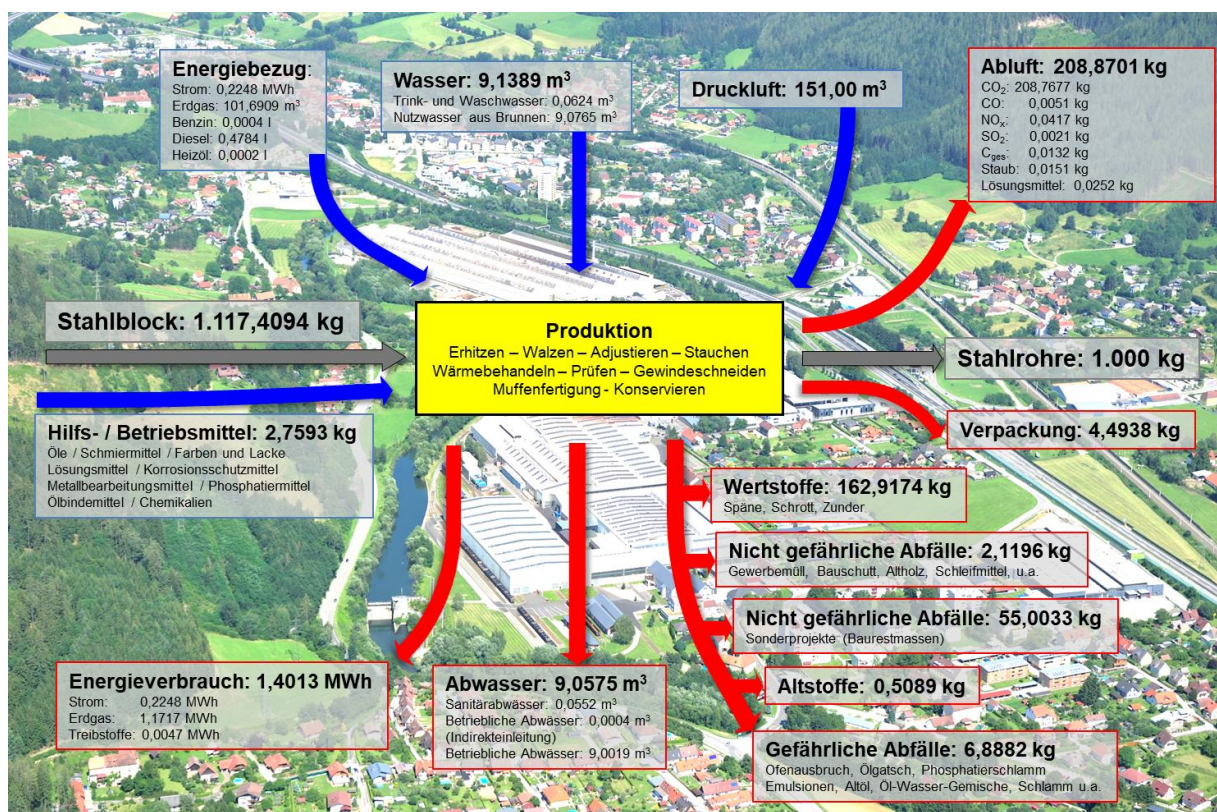 Energiebezug:
Strom: 0,2248 MWh
Erdgas: 101,6909 m³
Benzin: 0,0004 l
Diesel: 0,4784 l
Heizöl: 0,0002 l
Wasser: 9,1389 m³
Trink- und Waschwasser: 0,0624 m³
Nutzwasser aus Brunnen: 9,0765 m³
Druckluft: 151,00 m³
Abluft: 208,8701 kg
CO₂: 208,7677 kg
CO: 0,0051 kg
NOₓ: 0,0417 kg
SO₂: 0,0021 kg
C_ges: 0,0132 kg
Staub: 0,0151 kg
Lösungsmittel: 0,0252 kg
Stahlblock: 1.117,4094 kg
Produktion
Erhitzen – Walzen – Adjustieren – Stauchen
Wärmebehandeln – Prüfen – Gewindeschneiden
Muffenfertigung - Konservieren
Stahlrohre: 1.000 kg
Hilfs- / Betriebsmittel: 2,7593 kg
Öle / Schmiermittel / Farben und Lacke
Lösungsmittel / Korrosionsschutzmittel
Metallbearbeitungsmittel / Phosphatiermittel
Ölbindemittel / Chemikalien
Verpackung: 4,4938 kg
Wertstoffe: 162,9174 kg
Späne, Schrott, Zunder
Nicht gefährliche Abfälle: 2,1196 kg
Gewerbemüll, Bauschutt, Altholz, Schleifmittel, u.a.
Nicht gefährliche Abfälle: 55,0033 kg
Sonderprojekte (Baurestmassen)
Altstoffe: 0,5089 kg
Gefährliche Abfälle: 6,8882 kg
Ofenausbruch, Ölgatsch, Phosphatierschlamm
Emulsionen, Altöl, Öl-Wasser-Gemische, Schlamm u.a.
Energieverbrauch: 1,4013 MWh
Strom: 0,2248 MWh
Erdgas: 1,1717 MWh
Treibstoffe: 0,0047 MWh
Abwasser: 9,0575 m³
Sanitärabwässer: 0,0552 m³
Betriebliche Abwässer: 0,0004 m³
(Indirekteinleitung)
Betriebliche Abwässer: 9,0019 m³